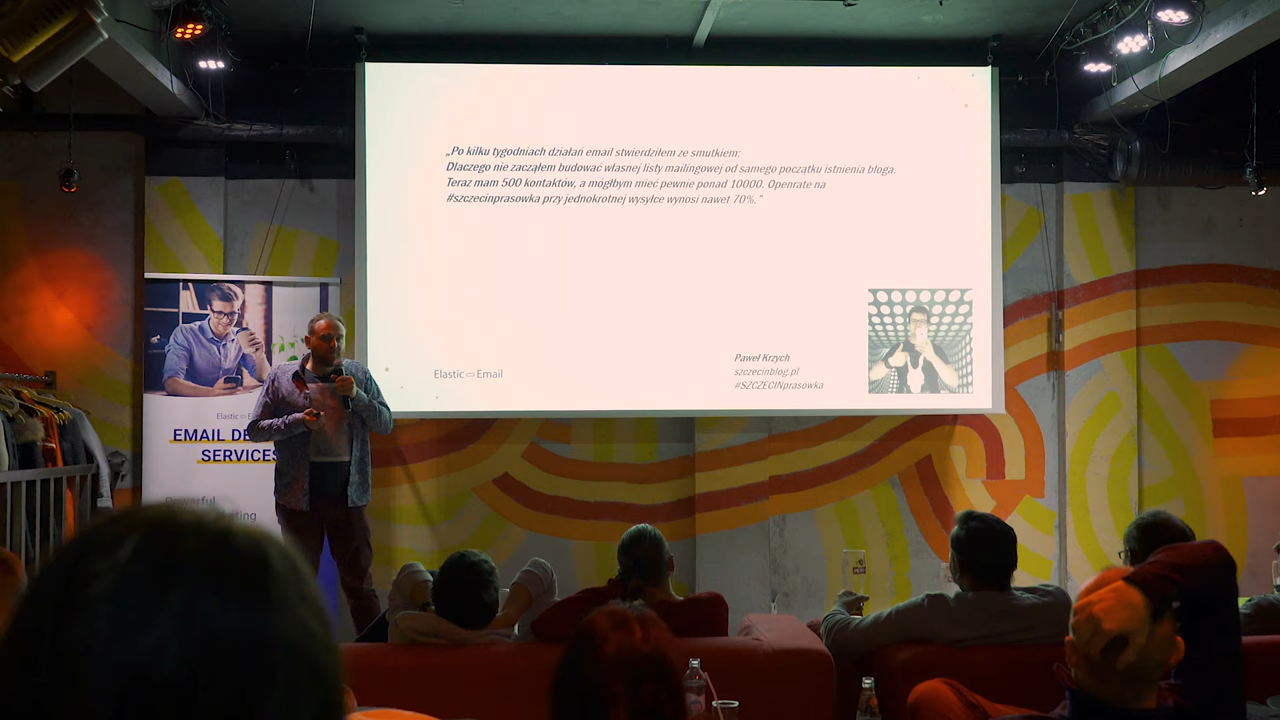 „Po kilku tygodniach działań email stwierdziłem ze smutkiem:
Dlaczego nie zacząłem budować własnej listy mailingowej od samego początku istnienia bloga.
Teraz mam 500 kontaktów, a mógłbym mieć pewnie ponad 10000. Openrate na
#szczecinprasowka przy jednokrotnej wysyłce wynosi nawet 70%."
Paweł Krzych
szczecinblog.pl
#SZCZECINprasowka
Elastic Email
Elastic
EMAIL DE
SERVICES
Powerful